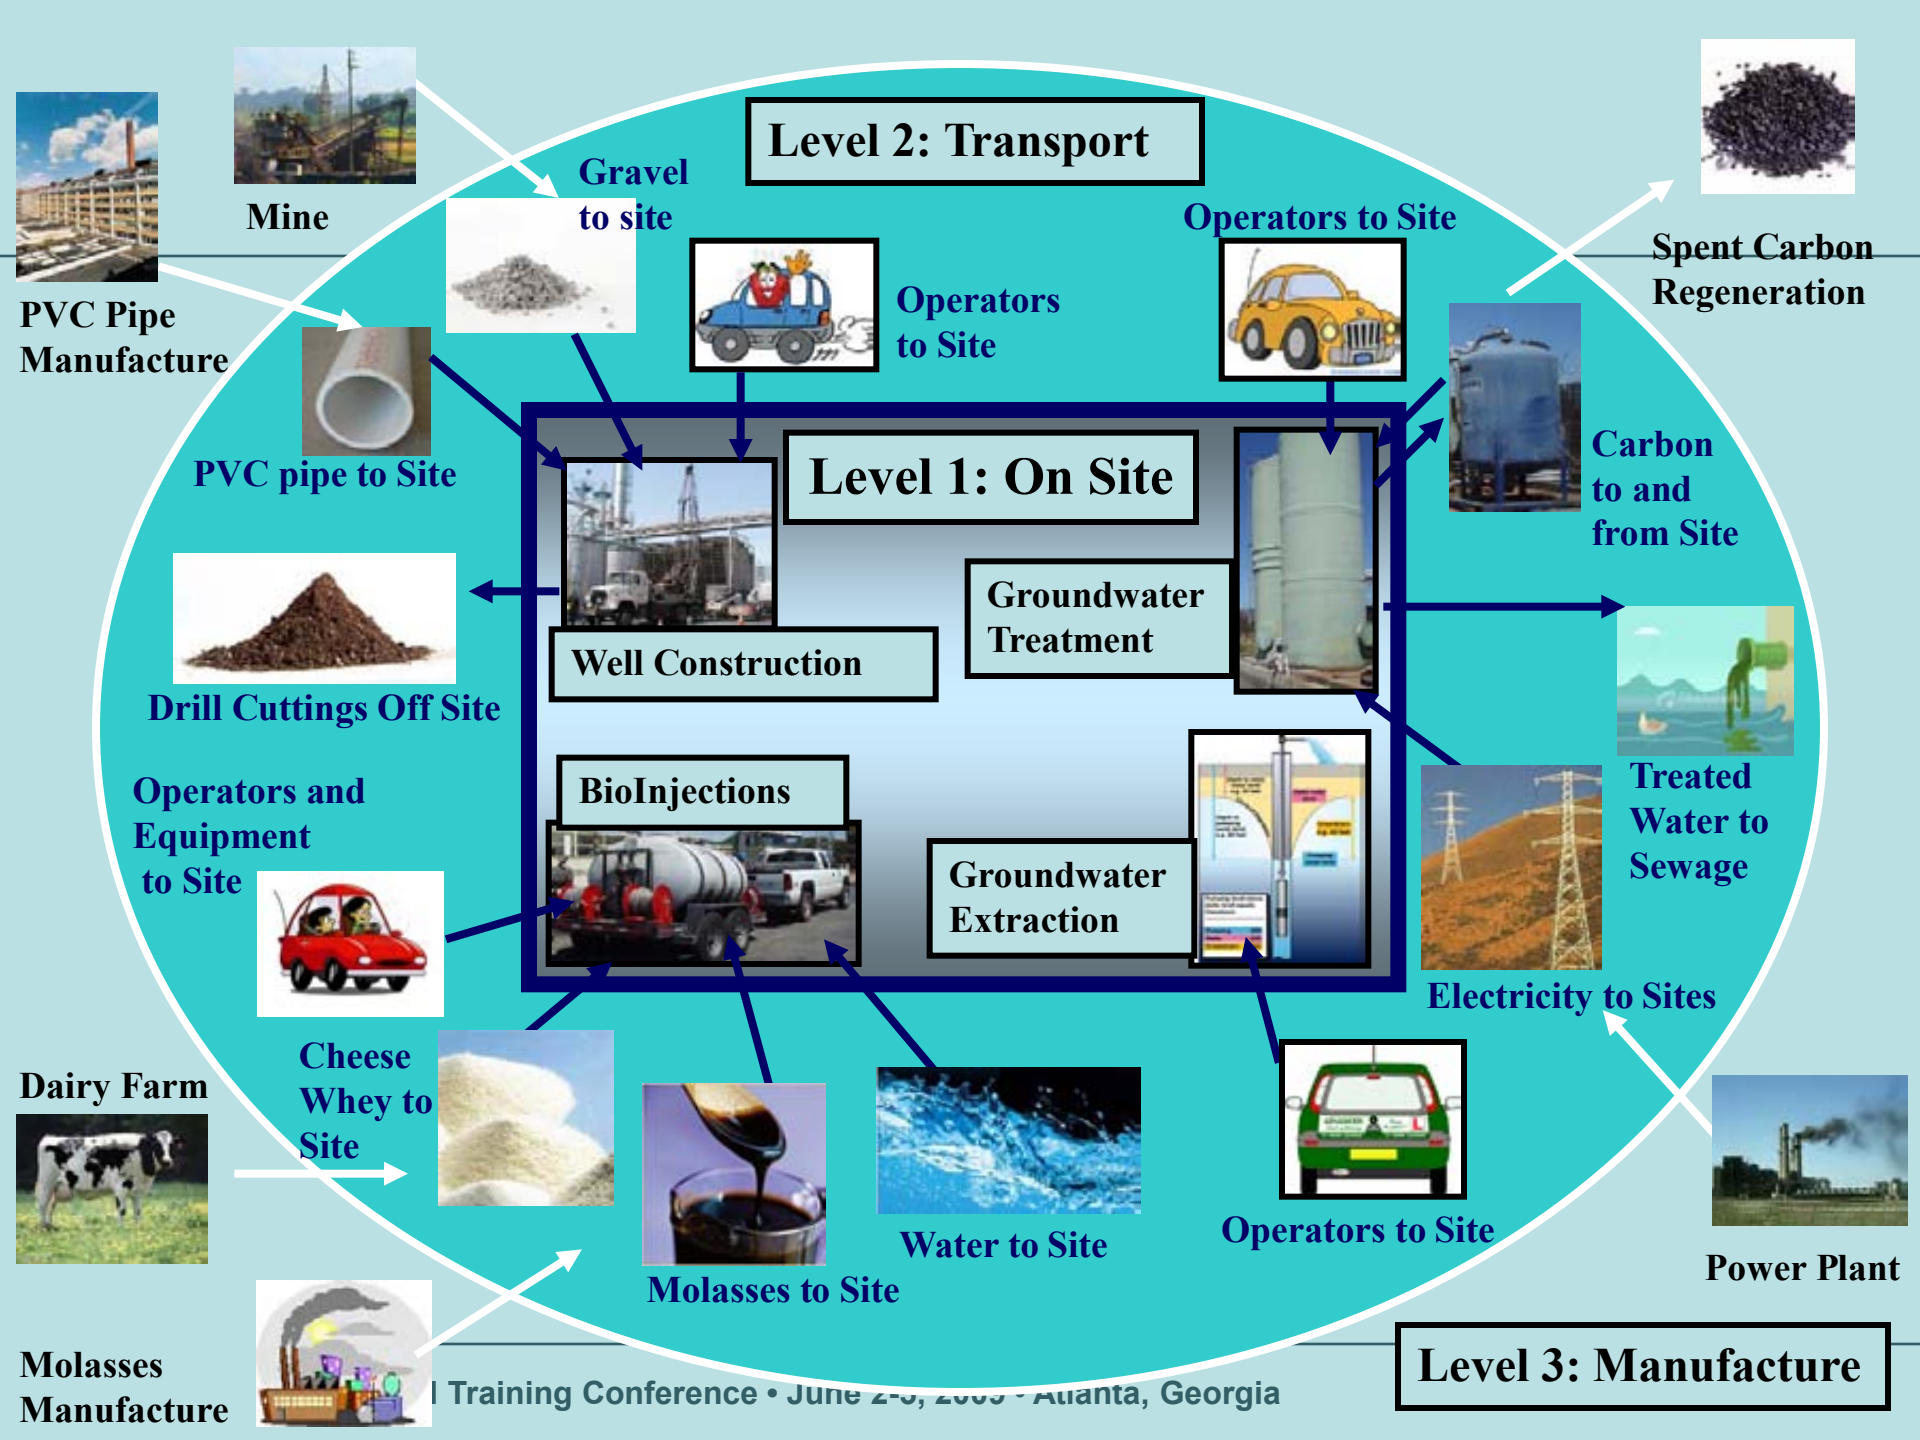 Level 2: Transport
Gravel
to site
Mine
Operators to Site
Spent Carbon
Regeneration
PVC Pipe
Manufacture
Operators
to Site
PVC pipe to Site
Level 1: On Site
Carbon
to and
from Site
Groundwater
Treatment
Well Construction
Drill Cuttings Off Site
Operators and
Equipment
to Site
BioInjections
Treated
Water to
Sewage
Groundwater
Extraction
Electricity to Sites
Cheese
Whey to
Site
Dairy Farm
Water to Site
Operators to Site
Molasses to Site
Power Plant
Molasses
Manufacture
Level 3: Manufacture
Training Conference • June 2-5, 2009 • Atlanta, Georgia